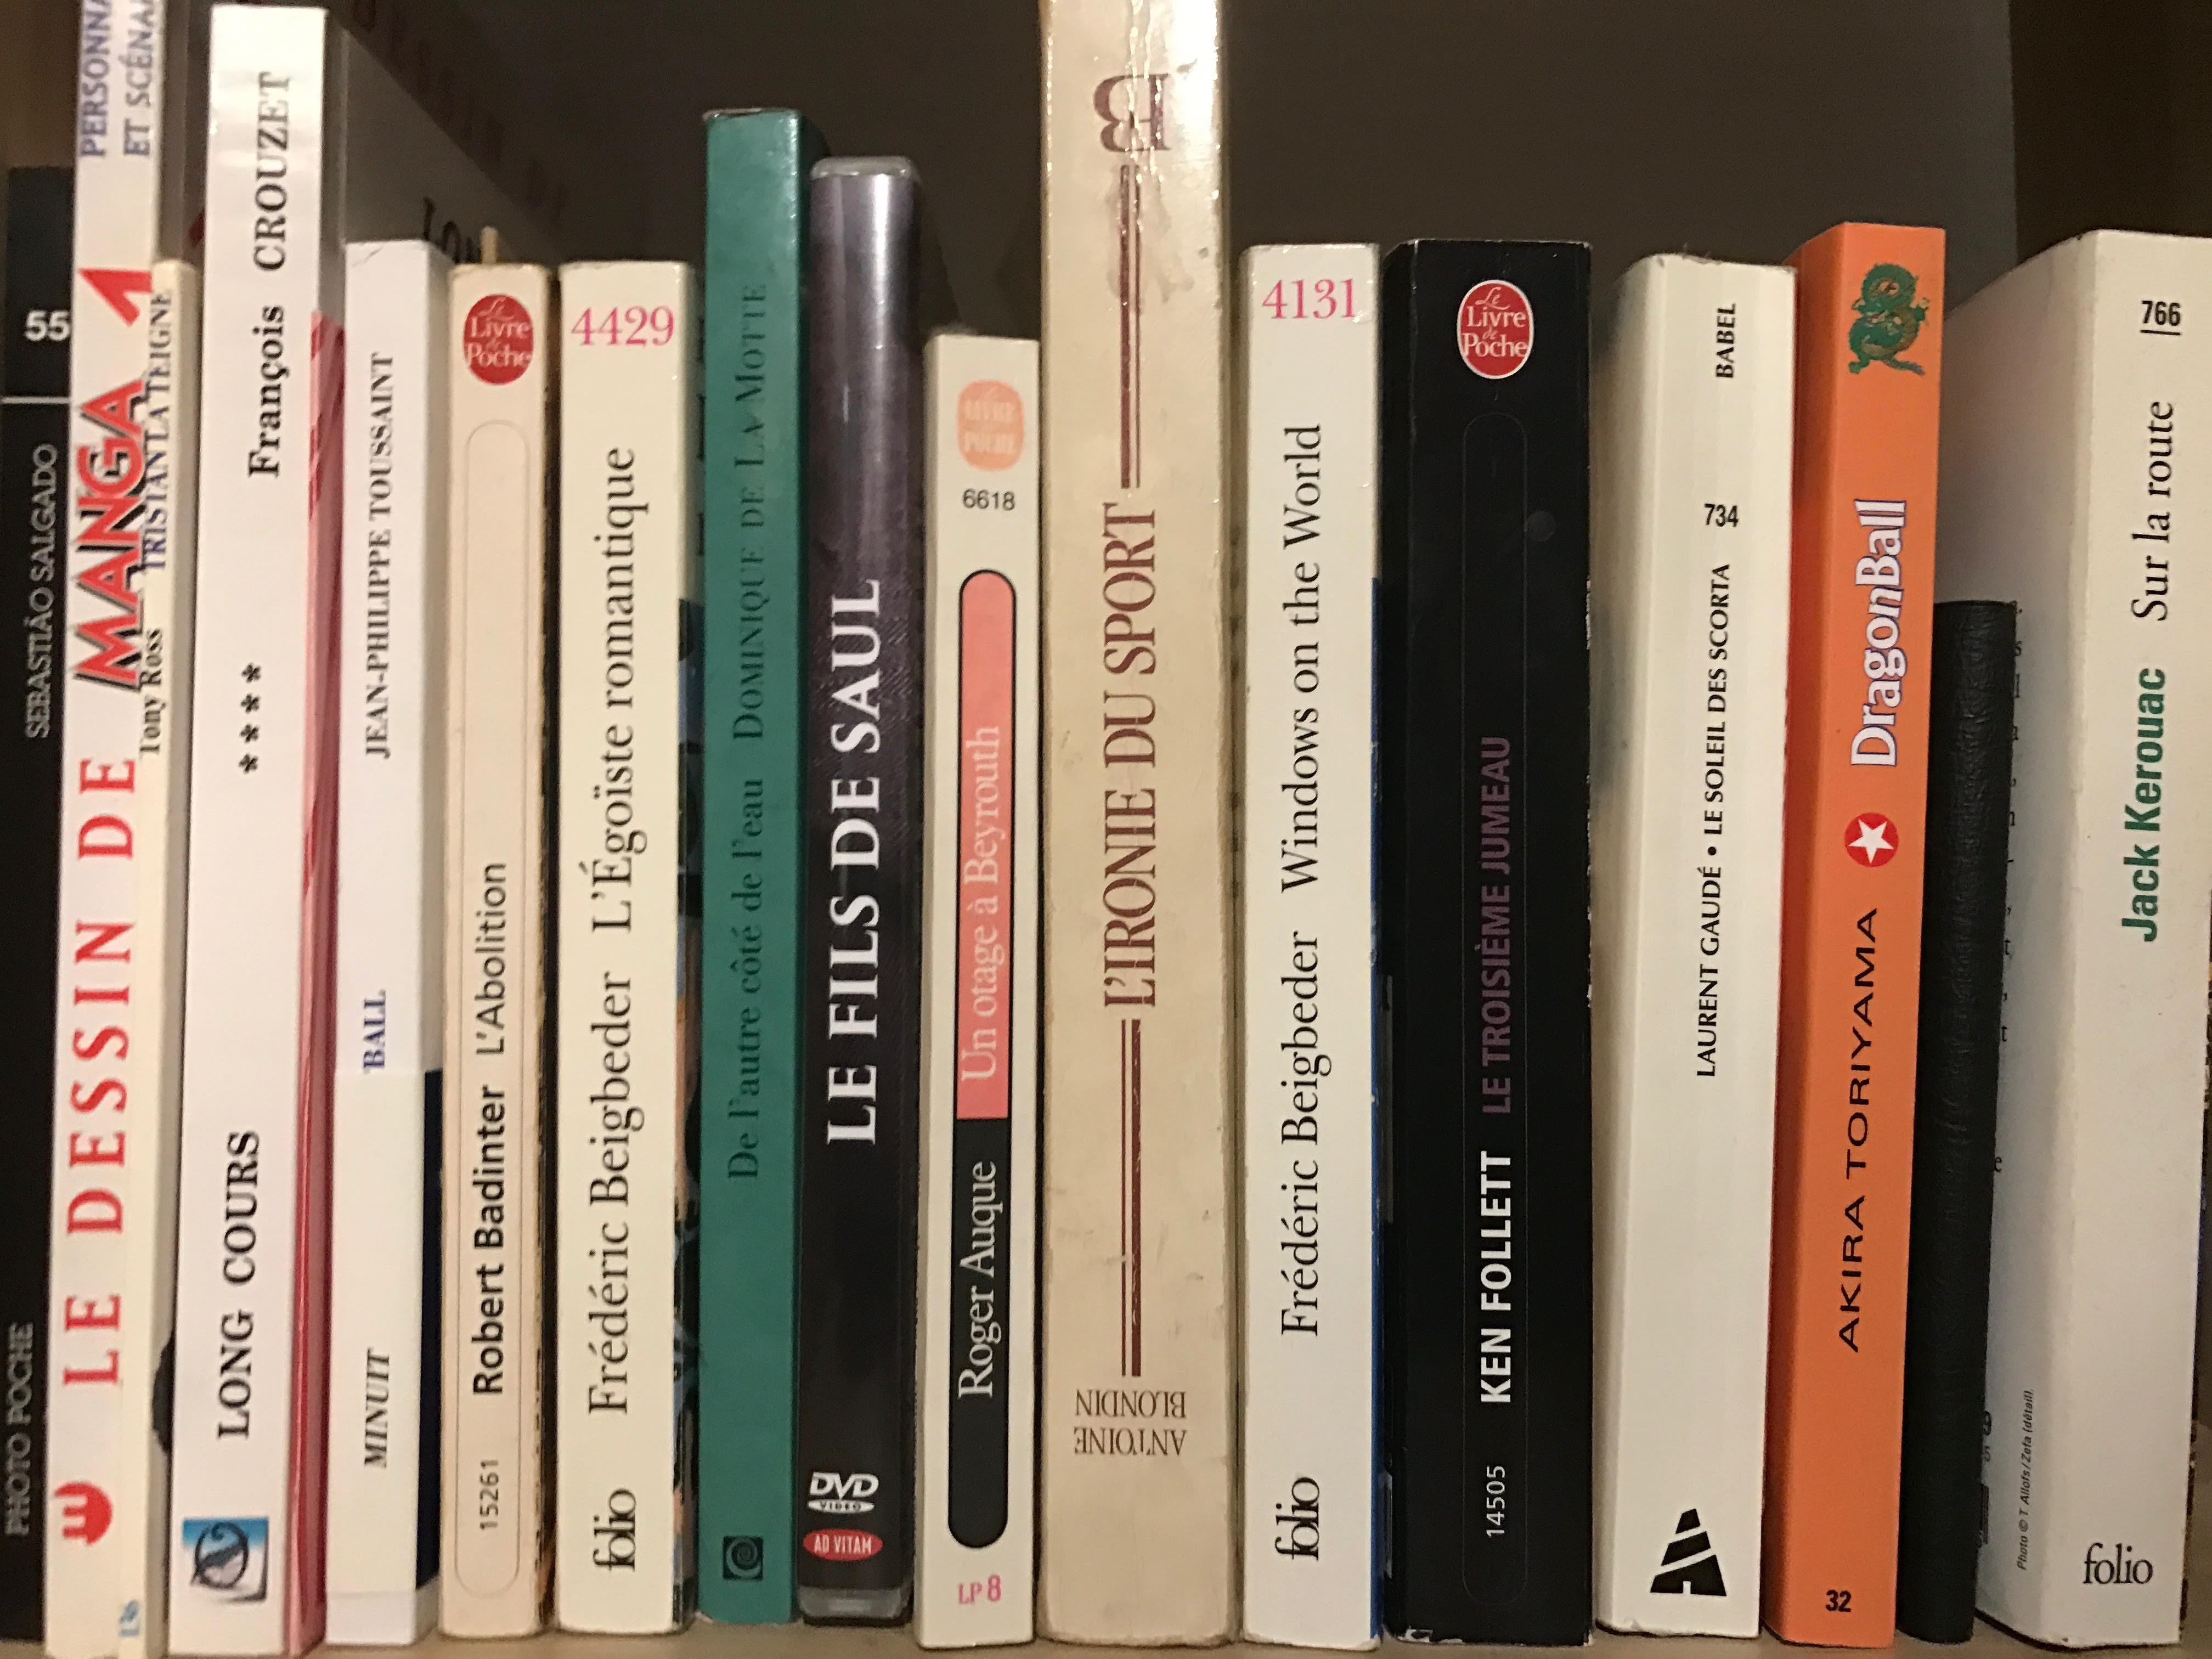 55
SEBASTIÃO SALGADO
PHOTO POCHE
PERSONNA
ET SCÉNA
LE DESSIN DE MANGA 1
TRISTAN LA TEIGNE
Tony Ross
François CROUZET
****
LONG COURS
JEAN-PHILIPPE TOUSSAINT
BALL
MINUIT
Le
Livre
de
Poche
Robert Badinter L'Abolition
15261
4429
Frédéric Beigbeder L'Égoïste romantique
folio
De l'autre côté de l'eau DOMINIQUE DE LA MOTTE
LE FILS DE SAUL
DVD
VIDEO
AD VITAM
LIVRE
POCHE
6618
Roger Auque Un otage à Beyrouth
LP 8
L'IRONIE DU SPORT
ANTOINE
BLONDIN
4131
Frédéric Beigbeder Windows on the World
folio
Le
Livre
de
Poche
KEN FOLLETT LE TROISIÈME JUMEAU
14505
BABEL
734
LAURENT GAUDÉ • LE SOLEIL DES SCORTA
DragonBall
AKIRA TORIYAMA
32
Photo © T. Allofs / Zefa (détail).
766
Jack Kerouac Sur la route
folio